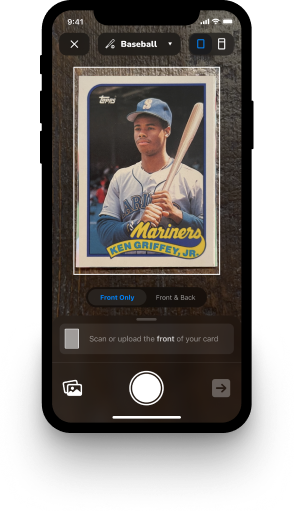 9:41
Baseball
Topps
S
Mariners
KEN GRIFFEY, JR.
Front Only
Front & Back
Scan or upload the front of your card